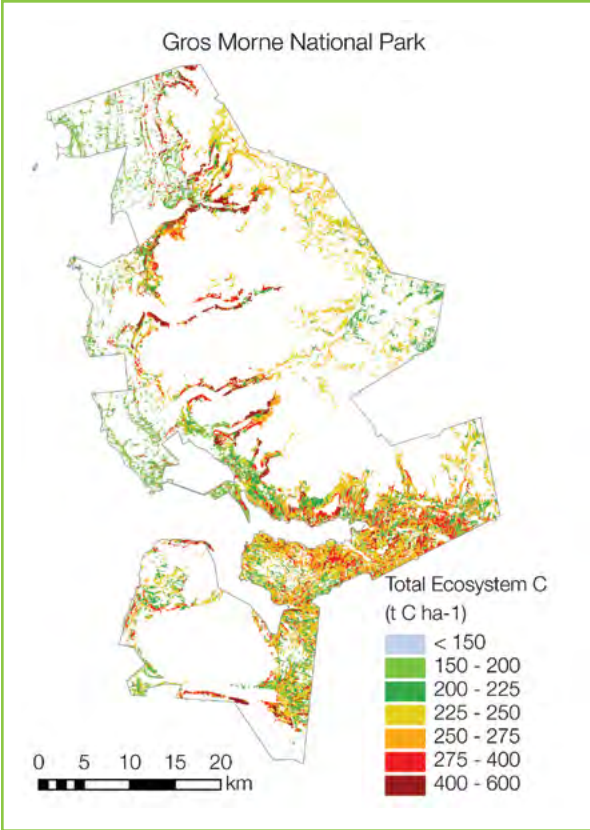 Gros Morne National Park
Total Ecosystem C
(t C ha-1)
< 150
150 - 200
200 - 225
225 - 250
250 - 275
275 - 400
400 - 600
0 5 10 15 20
km